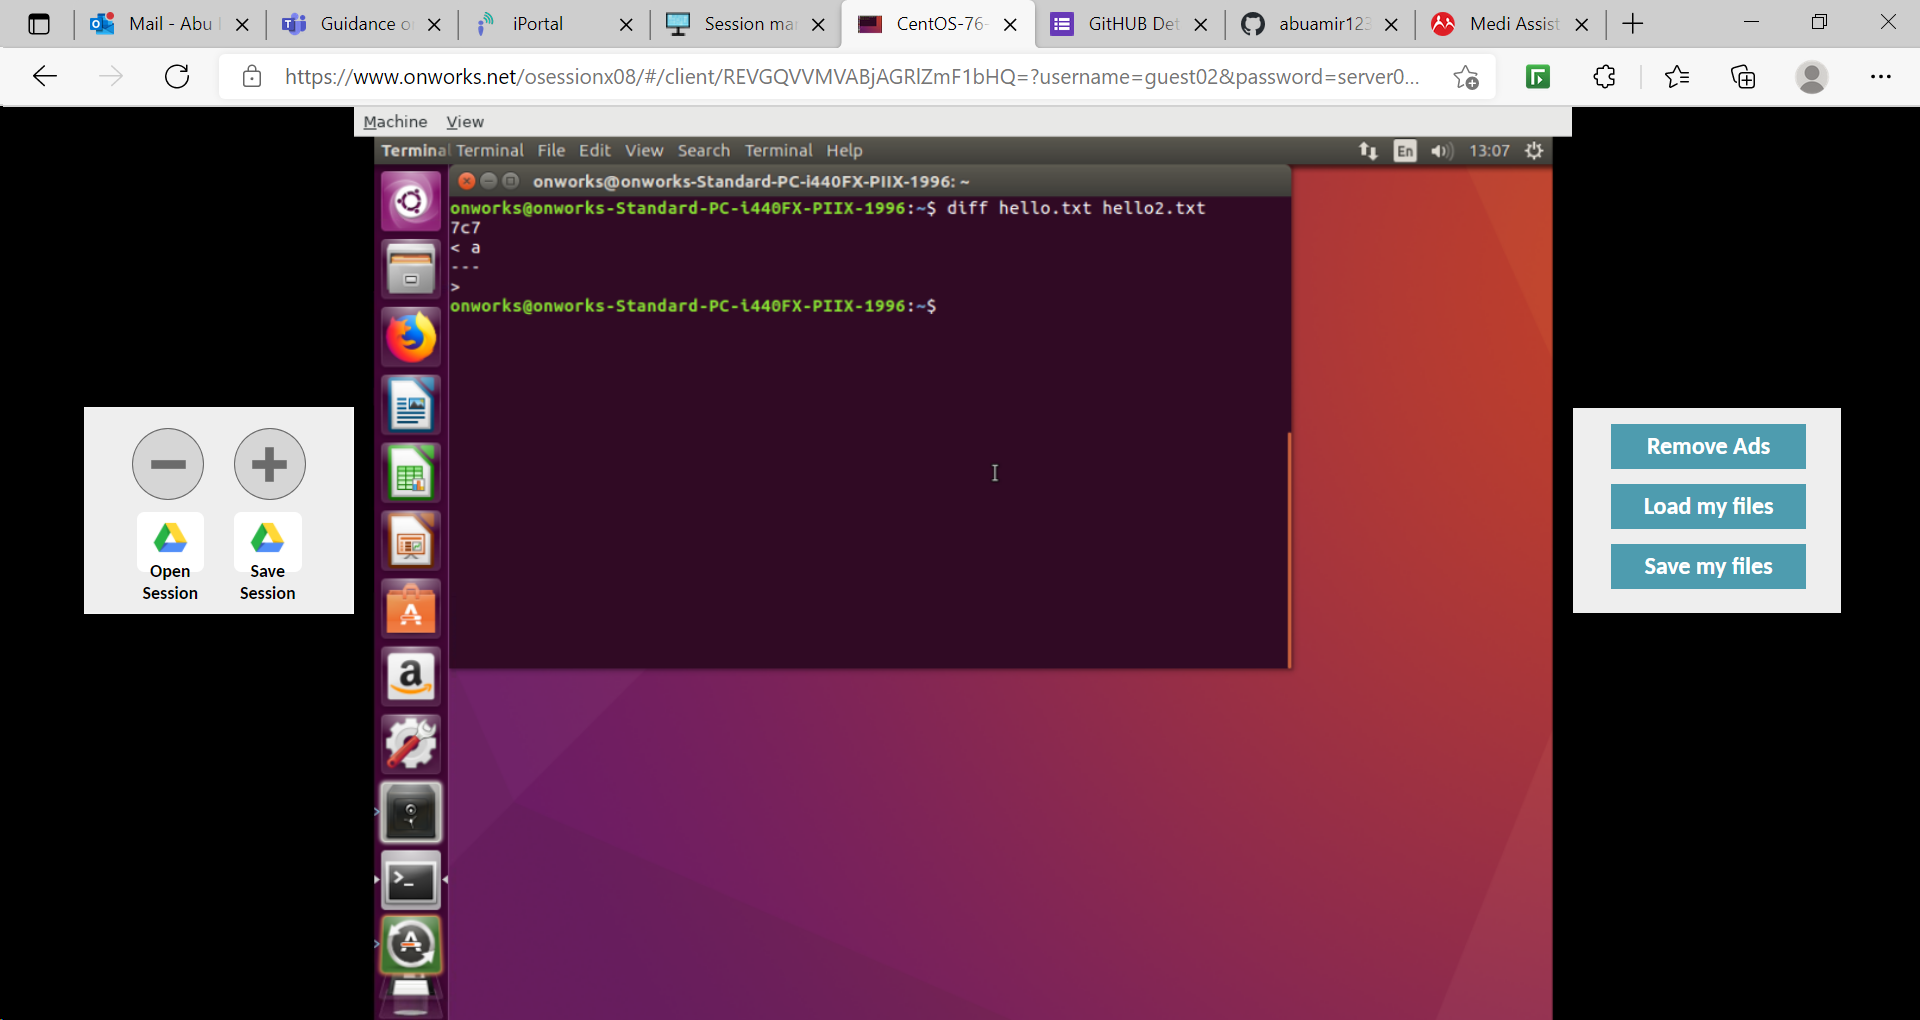 Mail - Abu
Guidance o
iPortal
Session ma
CentOS-76-
GitHUB Det
abuamir123
Medi Assist
https://www.onworks.net/osessionx08/#/client/REVGQVVMVABjAGRlZmF1bHQ=?username=guest02&password=server0...
Machine View
Terminal Terminal File Edit View Search Terminal Help
En 13:07
onworks@onworks-Standard-PC-i440FX-PIIX-1996: ~
onworks@onworks-Standard-PC-i440FX-PIIX-1996:~$ diff hello.txt hello2.txt
7c7
< a
---
>
onworks@onworks-Standard-PC-i440FX-PIIX-1996:~$
Open
Session
Save
Session
Remove Ads
Load my files
Save my files